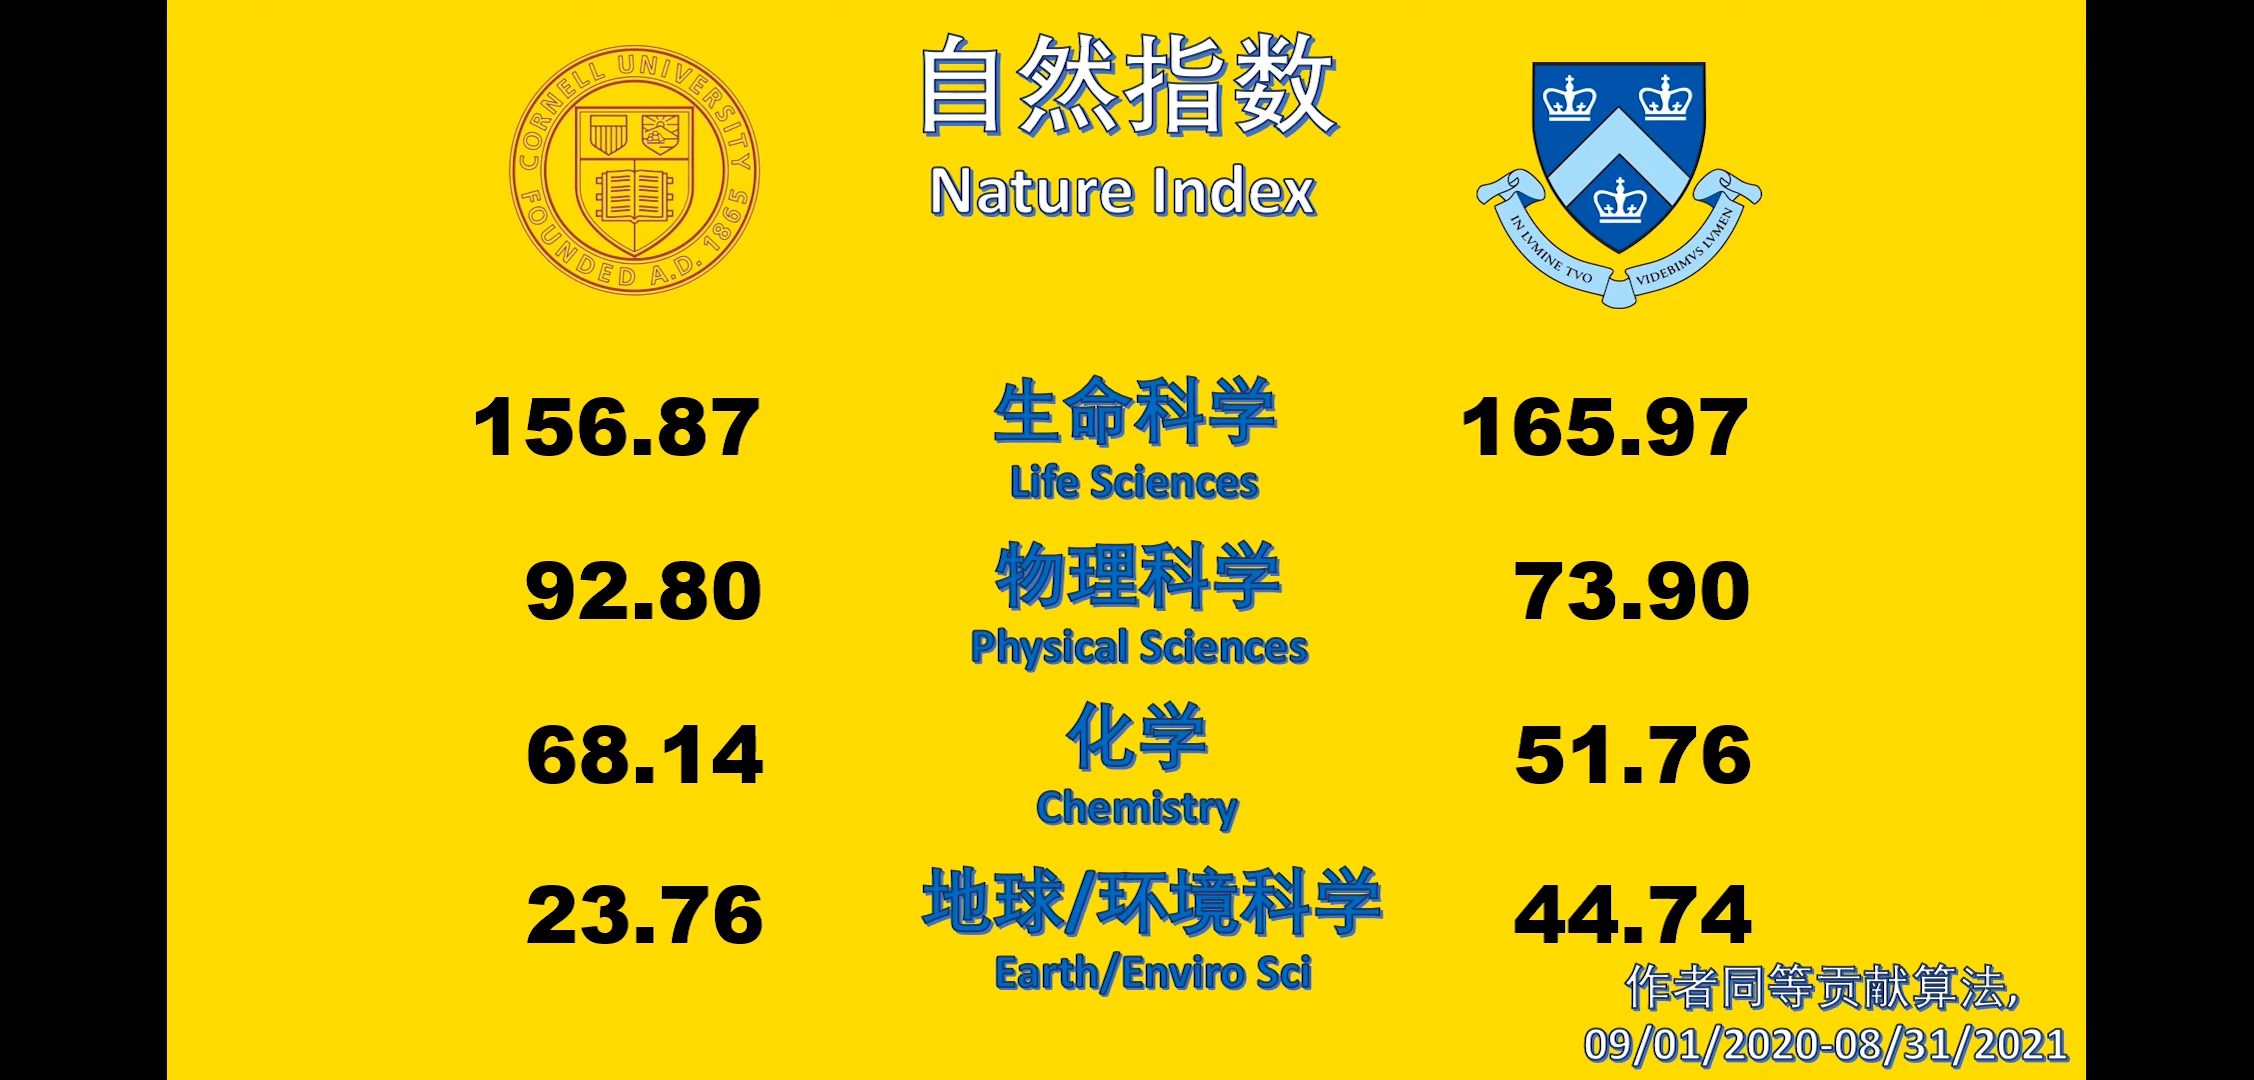 自然指数
Nature Index
CORNELL UNIVERSITY
FOUNDED A.D. 1865
IN LVMINE TVO
VIDEBIMVS LVMEN
156.87
生命科学
165.97
Life Sciences
92.80
物理科学
73.90
Physical Sciences
68.14
化学
51.76
Chemistry
23.76
地球/环境科学
44.74
Earth/Enviro Sci
作者同等贡献算法,
09/01/2020-08/31/2021